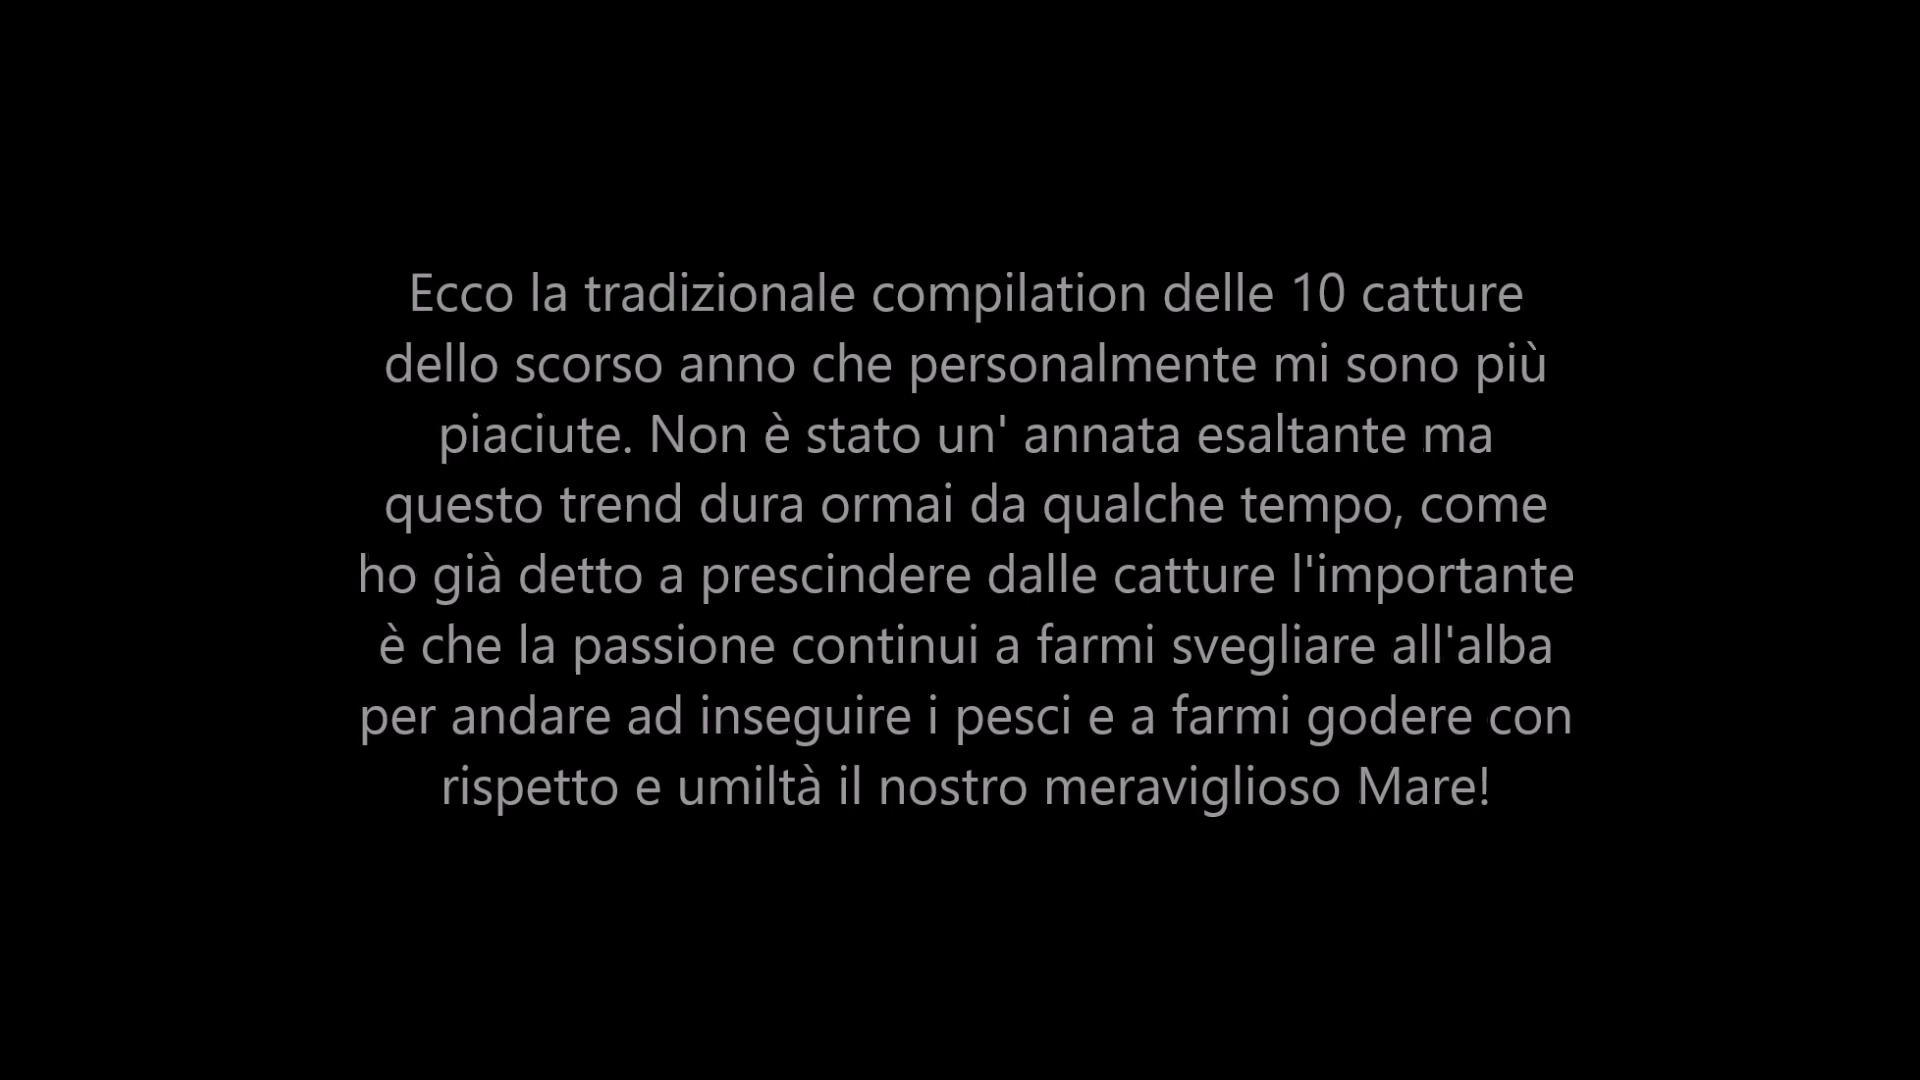 Ecco la tradizionale compilation delle 10 catture
dello scorso anno che personalmente mi sono più
piaciute. Non è stato un' annata esaltante ma
questo trend dura ormai da qualche tempo, come
ho già detto a prescindere dalle catture l'importante
è che la passione continui a farmi svegliare all'alba
per andare ad inseguire i pesci e a farmi godere con
rispetto e umiltà il nostro meraviglioso Mare!